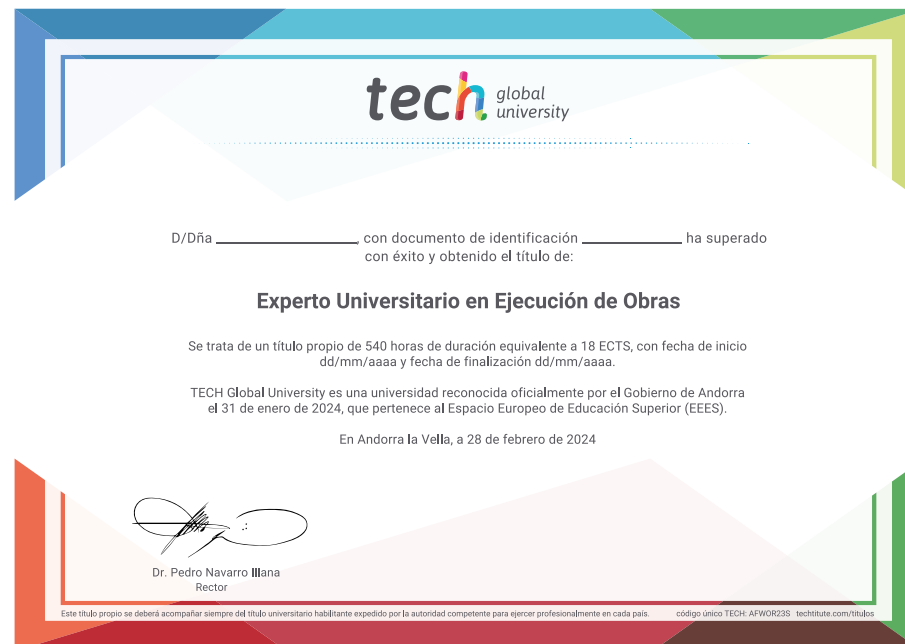 tech global university
D/Dña ______________, con documento de identificación __________ ha superado
con éxito y obtenido el título de:
Experto Universitario en Ejecución de Obras
Se trata de un título propio de 540 horas de duración equivalente a 18 ECTS, con fecha de inicio
dd/mm/aaaa y fecha de finalización dd/mm/aaaa.
TECH Global University es una universidad reconocida oficialmente por el Gobierno de Andorra
el 31 de enero de 2024, que pertenece al Espacio Europeo de Educación Superior (EEES).
En Andorra la Vella, a 28 de febrero de 2024
Dr. Pedro Navarro Illana
Rector
Este título propio se deberá acompañar siempre del título universitario habilitante expedido por la autoridad competente para ejercer profesionalmente en cada país. código único TECH: AFWOR23S techtitute.com/titulos